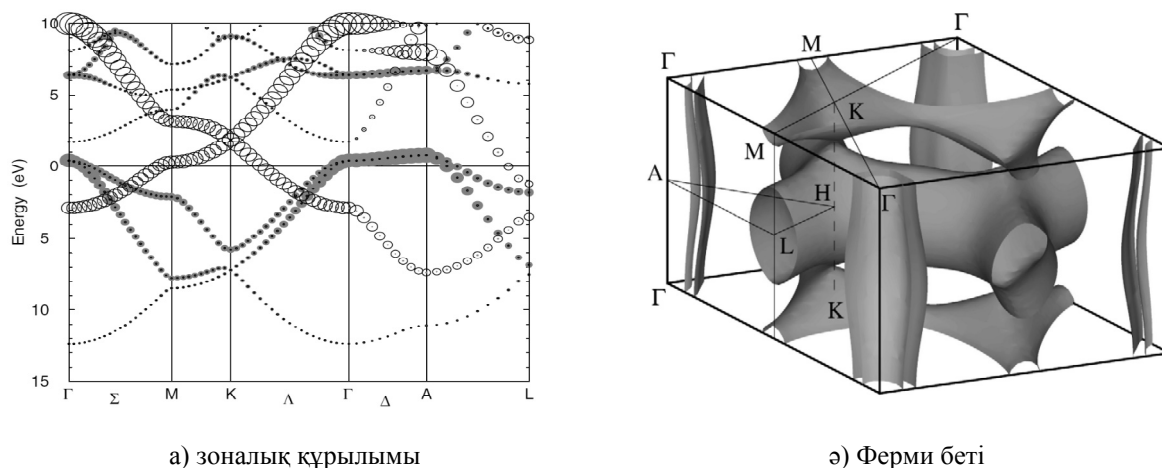 10
5
0
5
10
15
Energy (eV)
Γ Σ M K Λ Γ Δ A L
Γ
M
Γ
K
M
A
H
Γ
L
K
Γ
а) зоналық құрылымы
ә) Ферми беті